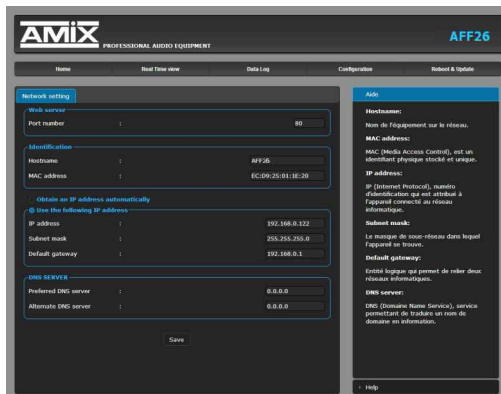 AMIX
PROFESSIONAL AUDIO EQUIPMENT
AFF26
Home Real Time view Data Log Configuration Reboot & Update
Network setting
Web server
Port number : 80
Identification
Hostname : AFF26
MAC address : EC:D9:25:01:1E:20
Obtain an IP address automatically
Use the following IP address
IP address : 192.168.0.122
Subnet mask : 255.255.255.0
Default gateway : 192.168.0.1
DNS SERVER
Preferred DNS server : 0.0.0.0
Alternate DNS server : 0.0.0.0
Save
Aide
Hostname:
Nom de l'équipement sur le réseau.
MAC address:
MAC (Media Access Control), est un
identifiant physique stocké et unique.
IP address:
IP (Internet Protocol), numéro
d'identification qui est attribué à
l'appareil connecté au réseau
informatique.
Subnet mask:
Le masque de sous-réseau dans lequel
l'appareil se trouve.
Default gateway:
Entité logique qui permet de relier deux
réseaux informatiques.
DNS server:
DNS (Domaine Name Service), service
permettant de traduire un nom de
domaine en information.
Help